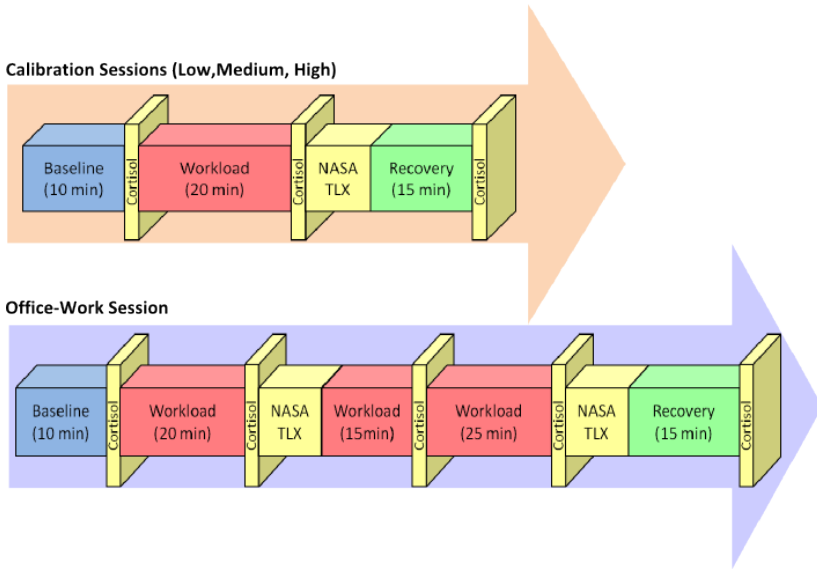 Calibration Sessions (Low,Medium, High)
Baseline
(10 min)
Cortisol
Workload
(20 min)
Cortisol
NASA
TLX
Recovery
(15 min)
Cortisol
Office-Work Session
Baseline
(10 min)
Cortisol
Workload
(20 min)
Cortisol
NASA
TLX
Workload
(15min)
Cortisol
Workload
(25 min)
Cortisol
NASA
TLX
Recovery
(15 min)
Cortisol